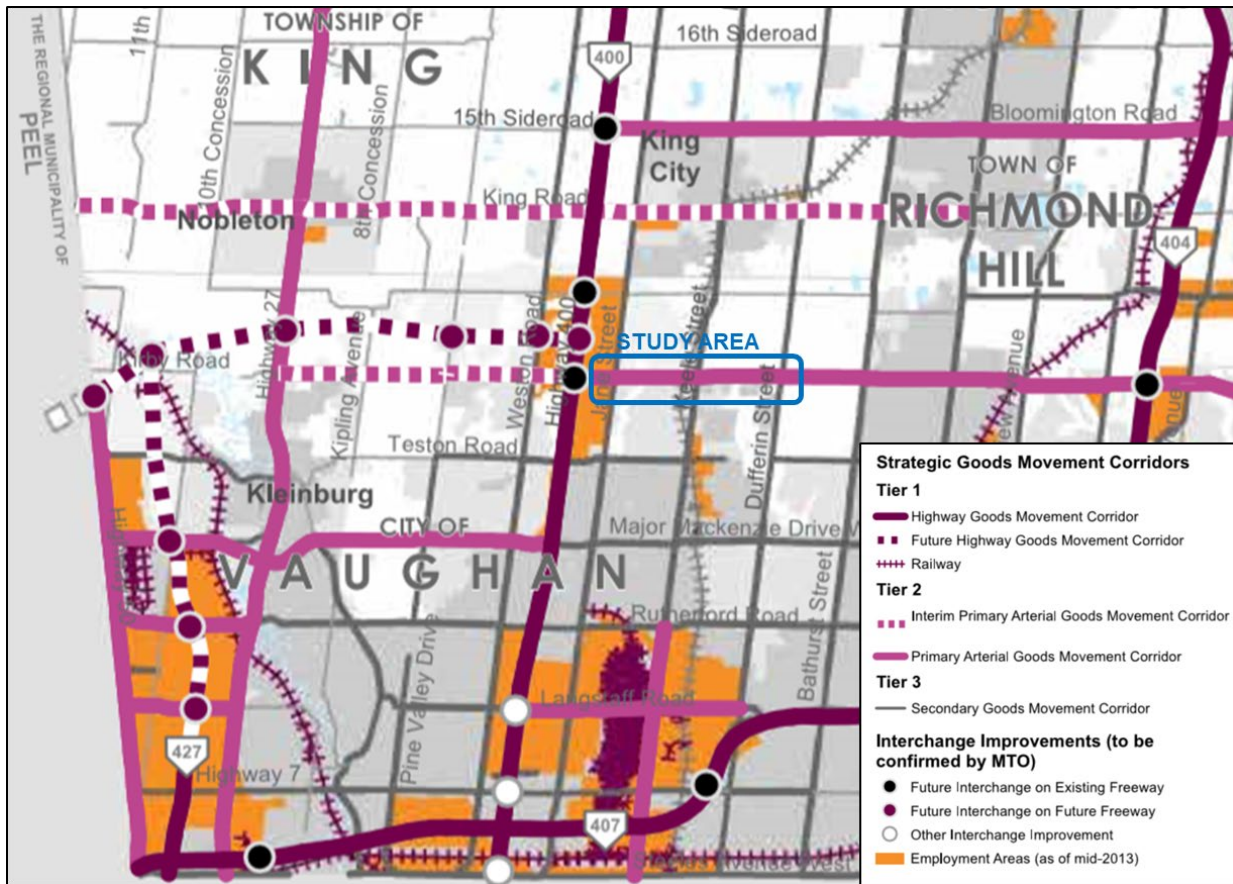 TOWNSHIP OF
KING
THE REGIONAL MUNICIPALITY OF
PEEL
11th
10th Concession
8th Concession
400
16th Sideroad
15th Sideroad
Bloomington Road
King
City
TOWN OF
RICHMOND
HILL
King Road
Nobleton
404
Highway 27
Kirby Road
Kipling Avenue
Weston Road
Highway 400
Jane Street
STUDY AREA
Keele Street
Dufferin Street
Teston Road
Kleinburg
CITY OF
VAUGHAN
Major Mackenzie Drive W
Rutherford Road
Pine Valley Drive
Langstaff Road
Bathurst Street
427
Highway 7
407
Steeles Avenue West
Strategic Goods Movement Corridors
Tier 1
Highway Goods Movement Corridor
Future Highway Goods Movement Corridor
Railway
Tier 2
Interim Primary Arterial Goods Movement Corridor
Primary Arterial Goods Movement Corridor
Tier 3
Secondary Goods Movement Corridor
Interchange Improvements (to be
confirmed by MTO)
Future Interchange on Existing Freeway
Future Interchange on Future Freeway
Other Interchange Improvement
Employment Areas (as of mid-2013)